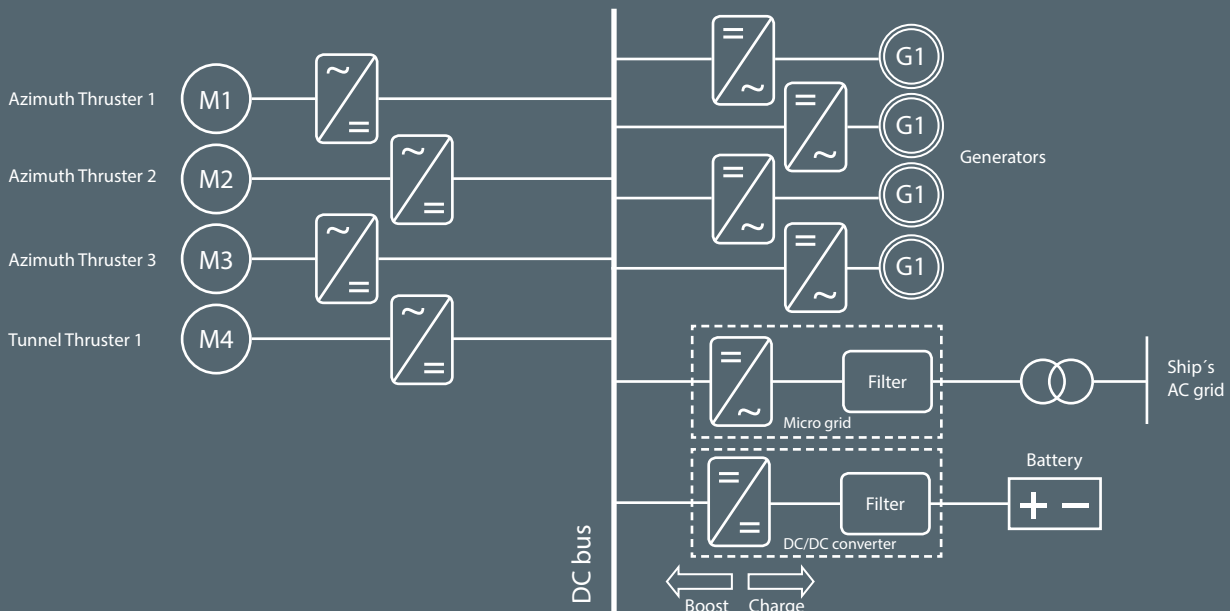 Azimuth Thruster 1
M1
Azimuth Thruster 2
M2
Azimuth Thruster 3
M3
Tunnel Thruster 1
M4
DC bus
G1
G1
G1
G1
Generators
Filter
Micro grid
Ship´s
AC grid
Filter
DC/DC converter
Battery
+ −
Boost
Charge